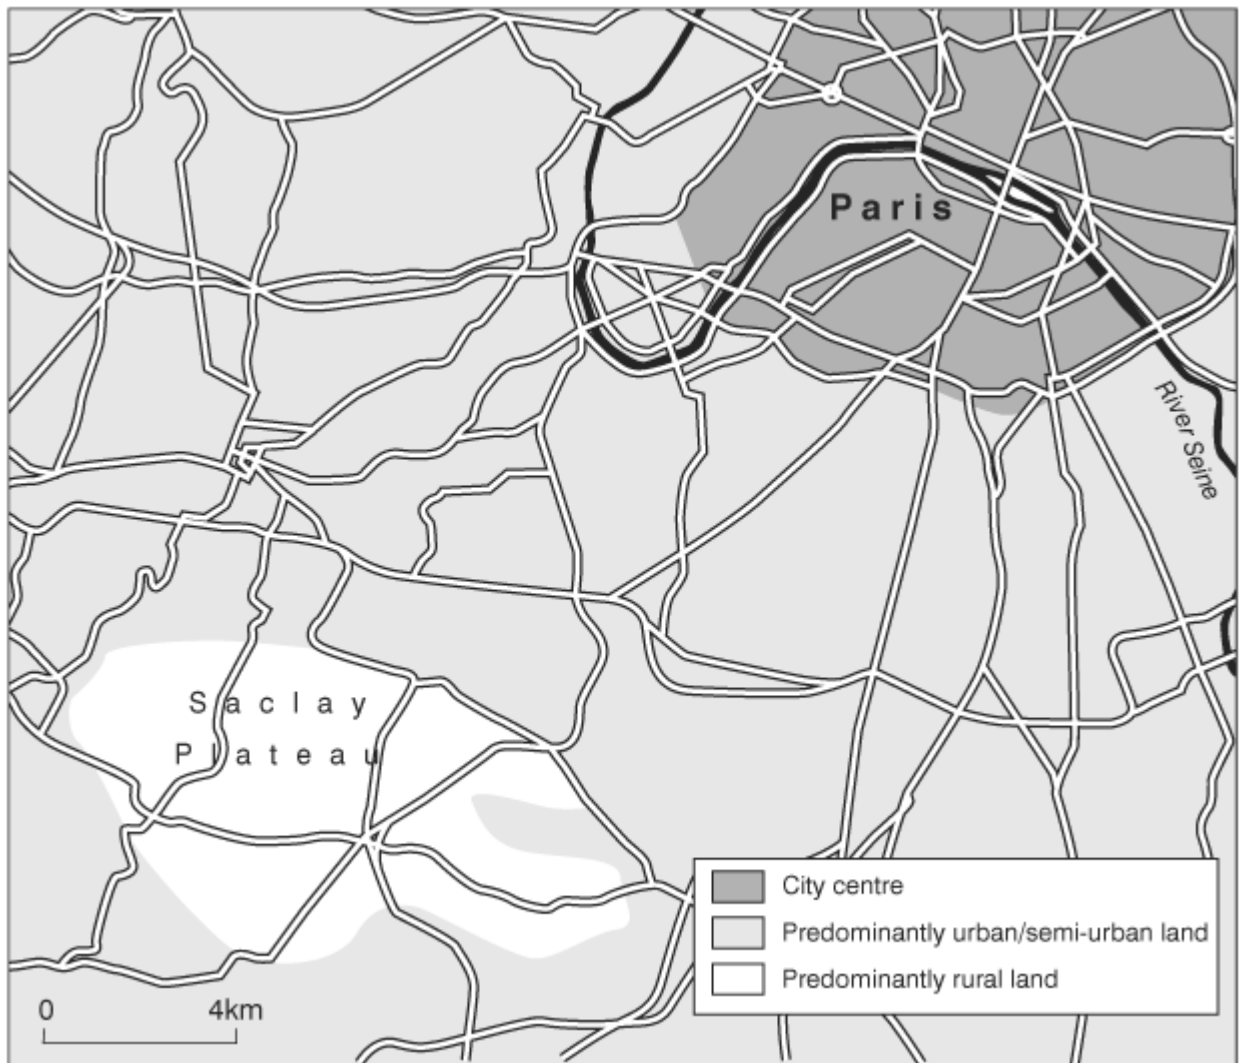 Paris
River Seine
Saclay
Plateau
City centre
Predominantly urban/semi-urban land
Predominantly rural land
0 4km